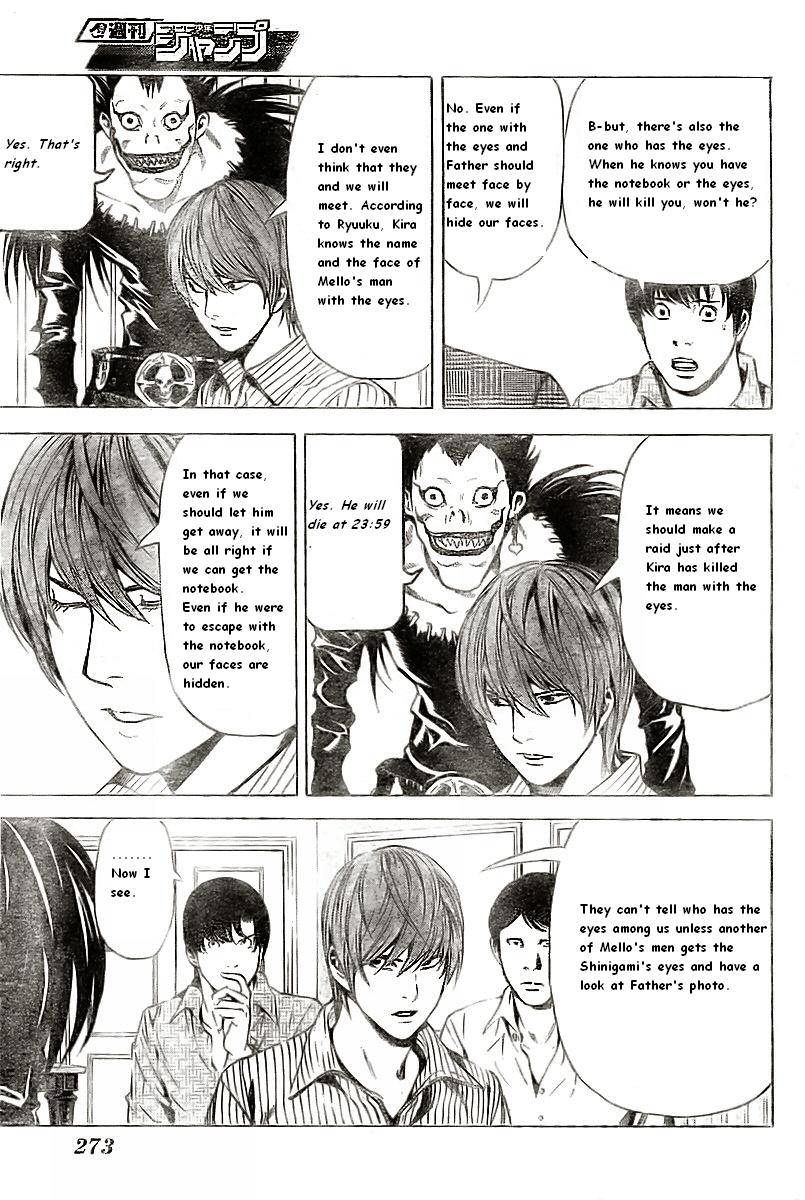 週刊
ジャンプ
B-but, there's also the
one who has the eyes.
When he knows you have
the notebook or the eyes,
he will kill you, won't he?
No. Even if
the one with
the eyes and
Father should
meet face by
face, we will
hide our faces.
I don't even
think that they
and we will
meet. According
to Ryuuku, Kira
knows the name
and the face of
Mello's man
with the eyes.
Yes. That's
right.
It means we
should make a
raid just after
Kira has killed
the man with the
eyes.
Yes. He will
die at 23:59
In that case,
even if we
should let him
get away, it will
be all right if
we can get the
notebook.
Even if he were
to escape with
the notebook,
our faces are
hidden.
They can't tell who has the
eyes among us unless another
of Mello's men gets the
Shinigami's eyes and have a
look at Father's photo.
.......
Now I
see.
273